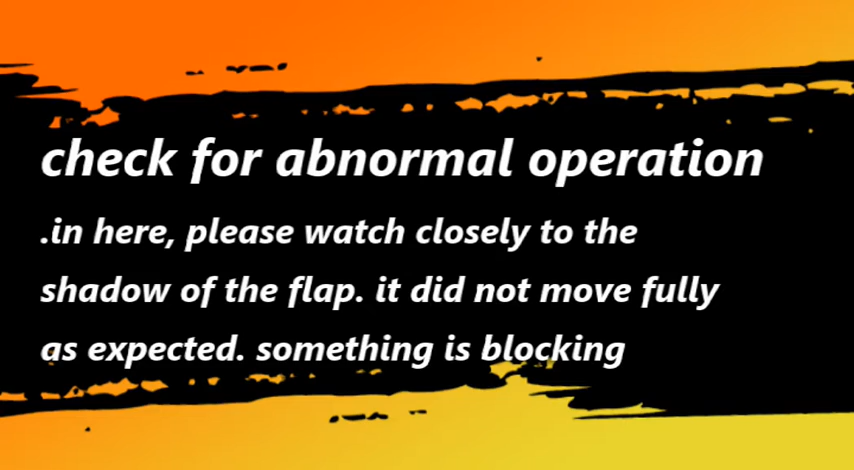 check for abnormal operation
.in here, please watch closely to the
shadow of the flap. it did not move fully
as expected. something is blocking